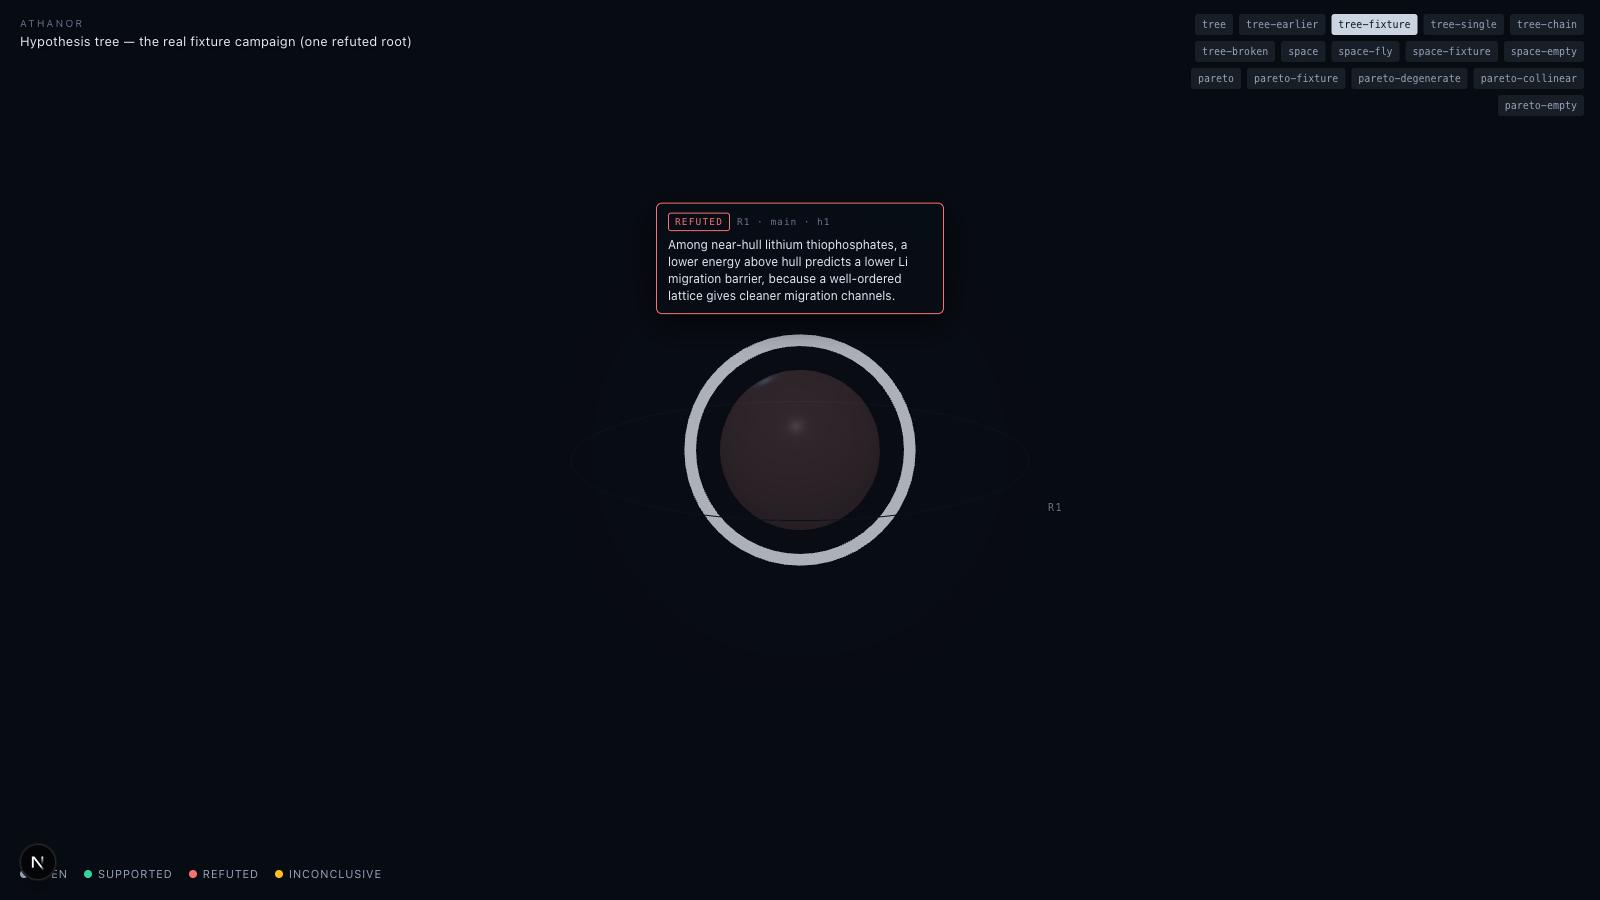 ATHANOR
Hypothesis tree — the real fixture campaign (one refuted root)
tree tree-earlier tree-fixture tree-single tree-chain
tree-broken space space-fly space-fixture space-empty
pareto pareto-fixture pareto-degenerate pareto-collinear
pareto-empty
REFUTED R1 · main · h1
Among near-hull lithium thiophosphates, a
lower energy above hull predicts a lower Li
migration barrier, because a well-ordered
lattice gives cleaner migration channels.
R1
N
EN SUPPORTED REFUTED INCONCLUSIVE